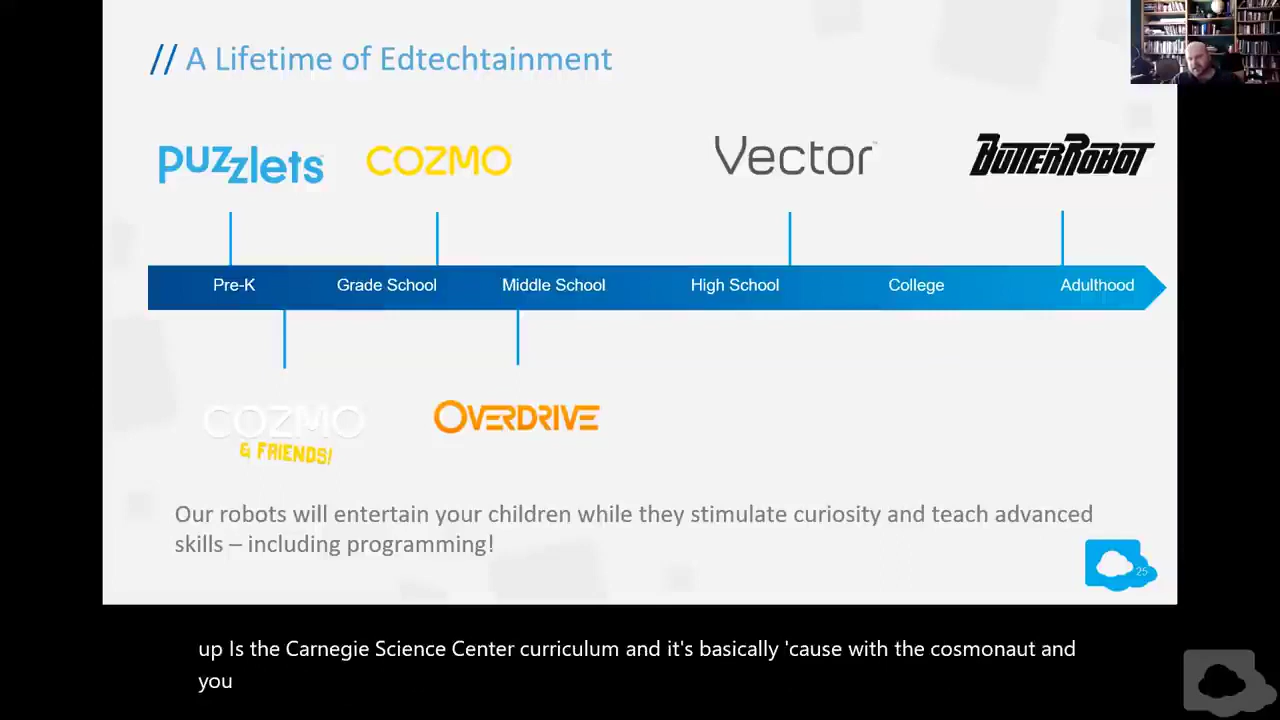 // A Lifetime of Edtechtainment
PUZZLETS COZMO Vector™ BUTTERROBOT
Pre-K Grade School Middle School High School College Adulthood
COZMO OVERDRIVE
& FRIENDS!
Our robots will entertain your children while they stimulate curiosity and teach advanced
skills – including programming!
25
up Is the Carnegie Science Center curriculum and it's basically 'cause with the cosmonaut and
you